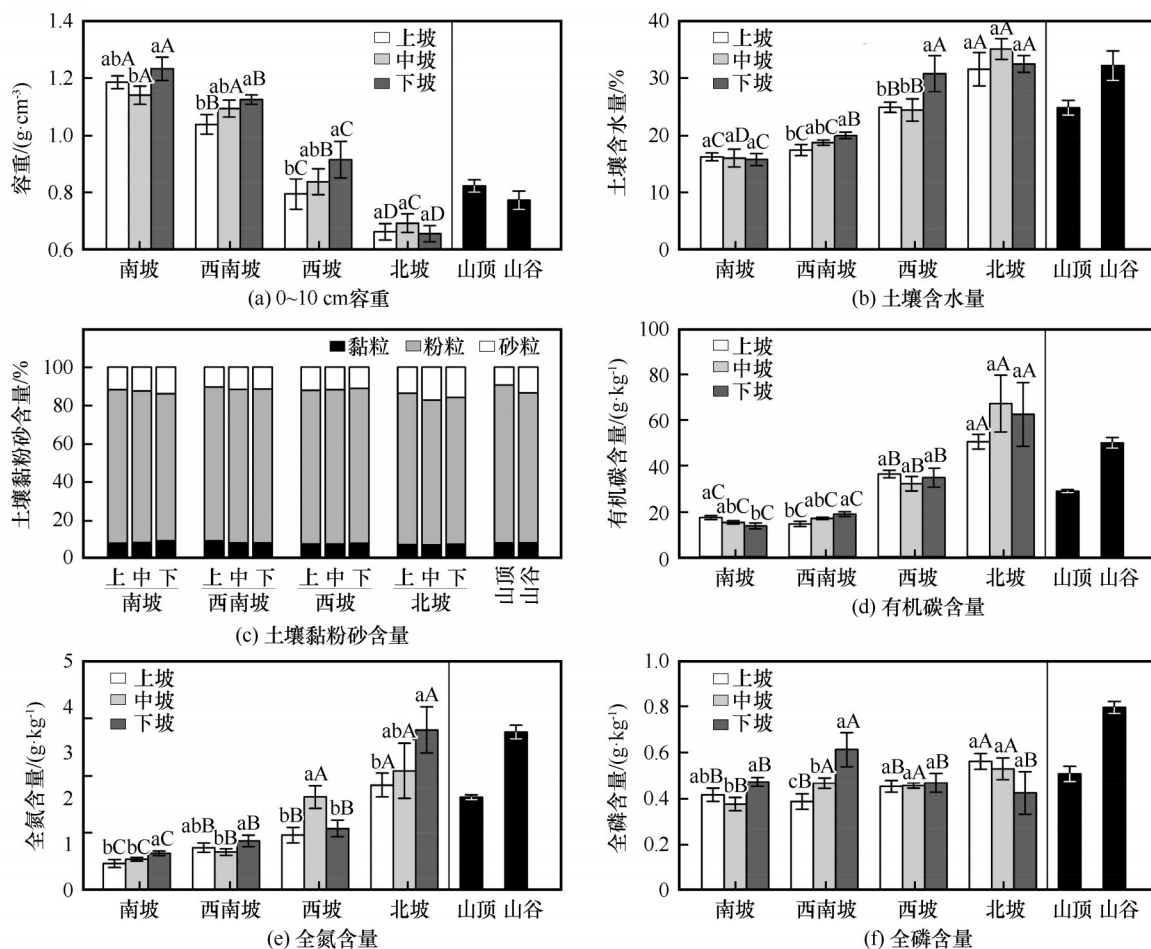 1.4
1.2
1.0
0.8
0.6
容重/(g·cm⁻³)
上坡
中坡
下坡
abA bA aA
bB abA aB
bC abB aC
aD aC aD
南坡 西南坡 西坡 北坡 山顶 山谷
(a) 0~10 cm容重
40
30
20
10
0
土壤含水量/%
上坡
中坡
下坡
aC aD aC
bC abC aB
bB bB aA
aA aA aA
南坡 西南坡 西坡 北坡 山顶 山谷
(b) 土壤含水量
100
80
60
40
20
0
土壤黏粉砂含量/%
黏粒 粉粒 砂粒
上 中 下 上 中 下 上 中 下 上 中 下 山顶 山谷
南坡 西南坡 西坡 北坡
(c) 土壤黏粉砂含量
100
80
60
40
20
0
有机碳含量/(g·kg⁻¹)
上坡
中坡
下坡
aC abC bC
bC abC aC
aB aB aB
aA aA aA
南坡 西南坡 西坡 北坡 山顶 山谷
(d) 有机碳含量
5
4
3
2
1
0
全氮含量/(g·kg⁻¹)
上坡
中坡
下坡
bC bC aC
abB bB aB
bB aA bB
bA abA aA
南坡 西南坡 西坡 北坡 山顶 山谷
(e) 全氮含量
1.0
0.8
0.6
0.4
0.2
0
全磷含量/(g·kg⁻¹)
上坡
中坡
下坡
abB bB aB
cB bA aA
aB aA aB
aA aA aB
南坡 西南坡 西坡 北坡 山顶 山谷
(f) 全磷含量